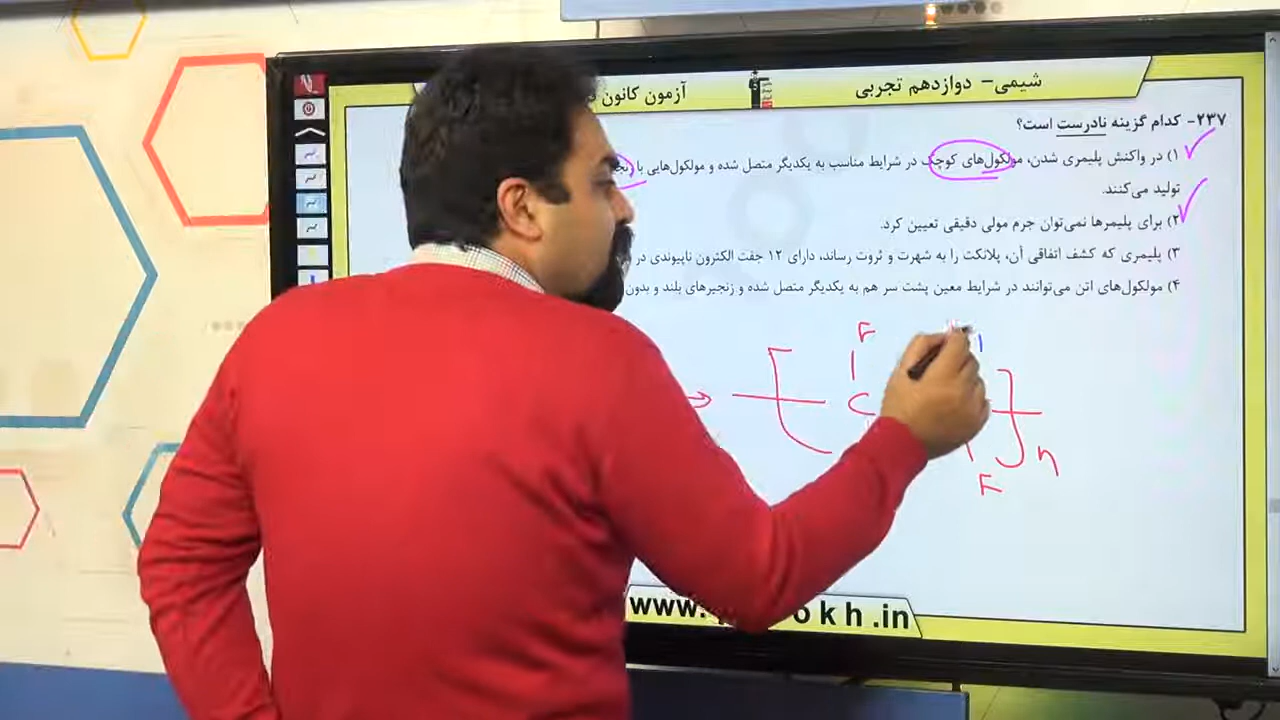 شیمی- دوازدهم تجربی
آزمون کانون
۲۳۷- کدام گزینه نادرست است؟
۱) در واکنش پلیمری شدن، مولکول‌های کوچک در شرایط مناسب به یکدیگر متصل شده و مولکول‌هایی با
تولید می‌کنند.
۲) برای پلیمرها نمی‌توان جرم مولی دقیقی تعیین کرد.
۳) پلیمری که کشف اتفاقی آن، پلانکت را به شهرت و ثروت رساند، دارای ۱۲ جفت الکترون ناپیوندی در
۴) مولکول‌های اتن می‌توانند در شرایط معین پشت سر هم به یکدیگر متصل شده و زنجیرهای بلند و بدون
F
C
n
F
www.
okh.in